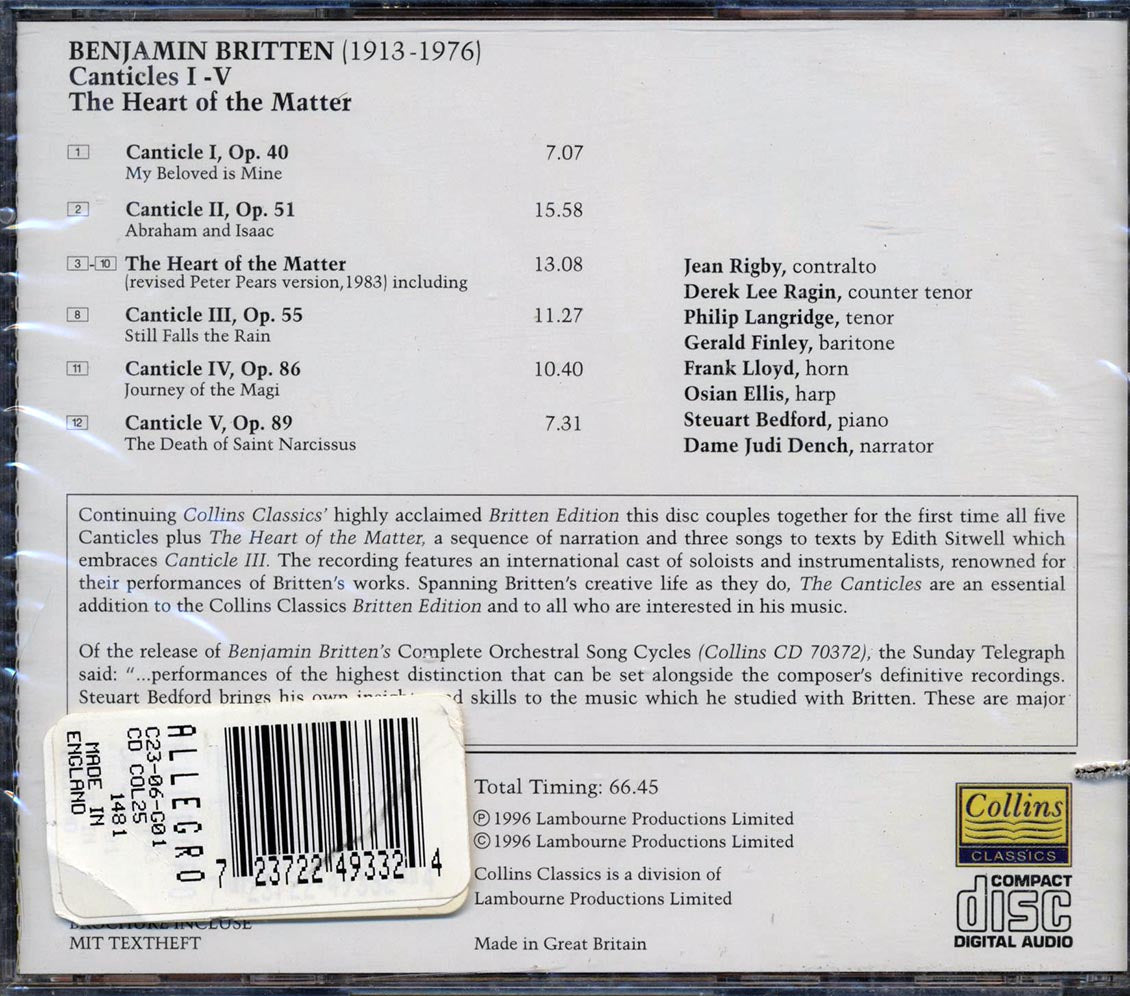 BENJAMIN BRITTEN (1913-1976)
Canticles I -V
The Heart of the Matter
1 Canticle I, Op. 40 7.07
My Beloved is Mine
2 Canticle II, Op. 51 15.58
Abraham and Isaac
3-10 The Heart of the Matter 13.08
(revised Peter Pears version,1983) including
8 Canticle III, Op. 55 11.27
Still Falls the Rain
11 Canticle IV, Op. 86 10.40
Journey of the Magi
12 Canticle V, Op. 89 7.31
The Death of Saint Narcissus
Jean Rigby, contralto
Derek Lee Ragin, counter tenor
Philip Langridge, tenor
Gerald Finley, baritone
Frank Lloyd, horn
Osian Ellis, harp
Steuart Bedford, piano
Dame Judi Dench, narrator
Continuing Collins Classics' highly acclaimed Britten Edition this disc couples together for the first time all five
Canticles plus The Heart of the Matter, a sequence of narration and three songs to texts by Edith Sitwell which
embraces Canticle III. The recording features an international cast of soloists and instrumentalists, renowned for
their performances of Britten's works. Spanning Britten's creative life as they do, The Canticles are an essential
addition to the Collins Classics Britten Edition and to all who are interested in his music.
Of the release of Benjamin Britten's Complete Orchestral Song Cycles (Collins CD 70372), the Sunday Telegraph
said: "...performances of the highest distinction that can be set alongside the composer's definitive recordings.
Steuart Bedford brings his own skills to the music which he studied with Britten. These are major
ALLEGRO
C23-06-G01
CD COL25
1481
MADE IN
ENGLAND
7 23722 49332 4
BROCHURE INCLUSE
MIT TEXTHEFT
Total Timing: 66.45
℗ 1996 Lambourne Productions Limited
© 1996 Lambourne Productions Limited
Collins Classics is a division of
Lambourne Productions Limited
Made in Great Britain
Collins
CLASSICS
COMPACT
disc
DIGITAL AUDIO